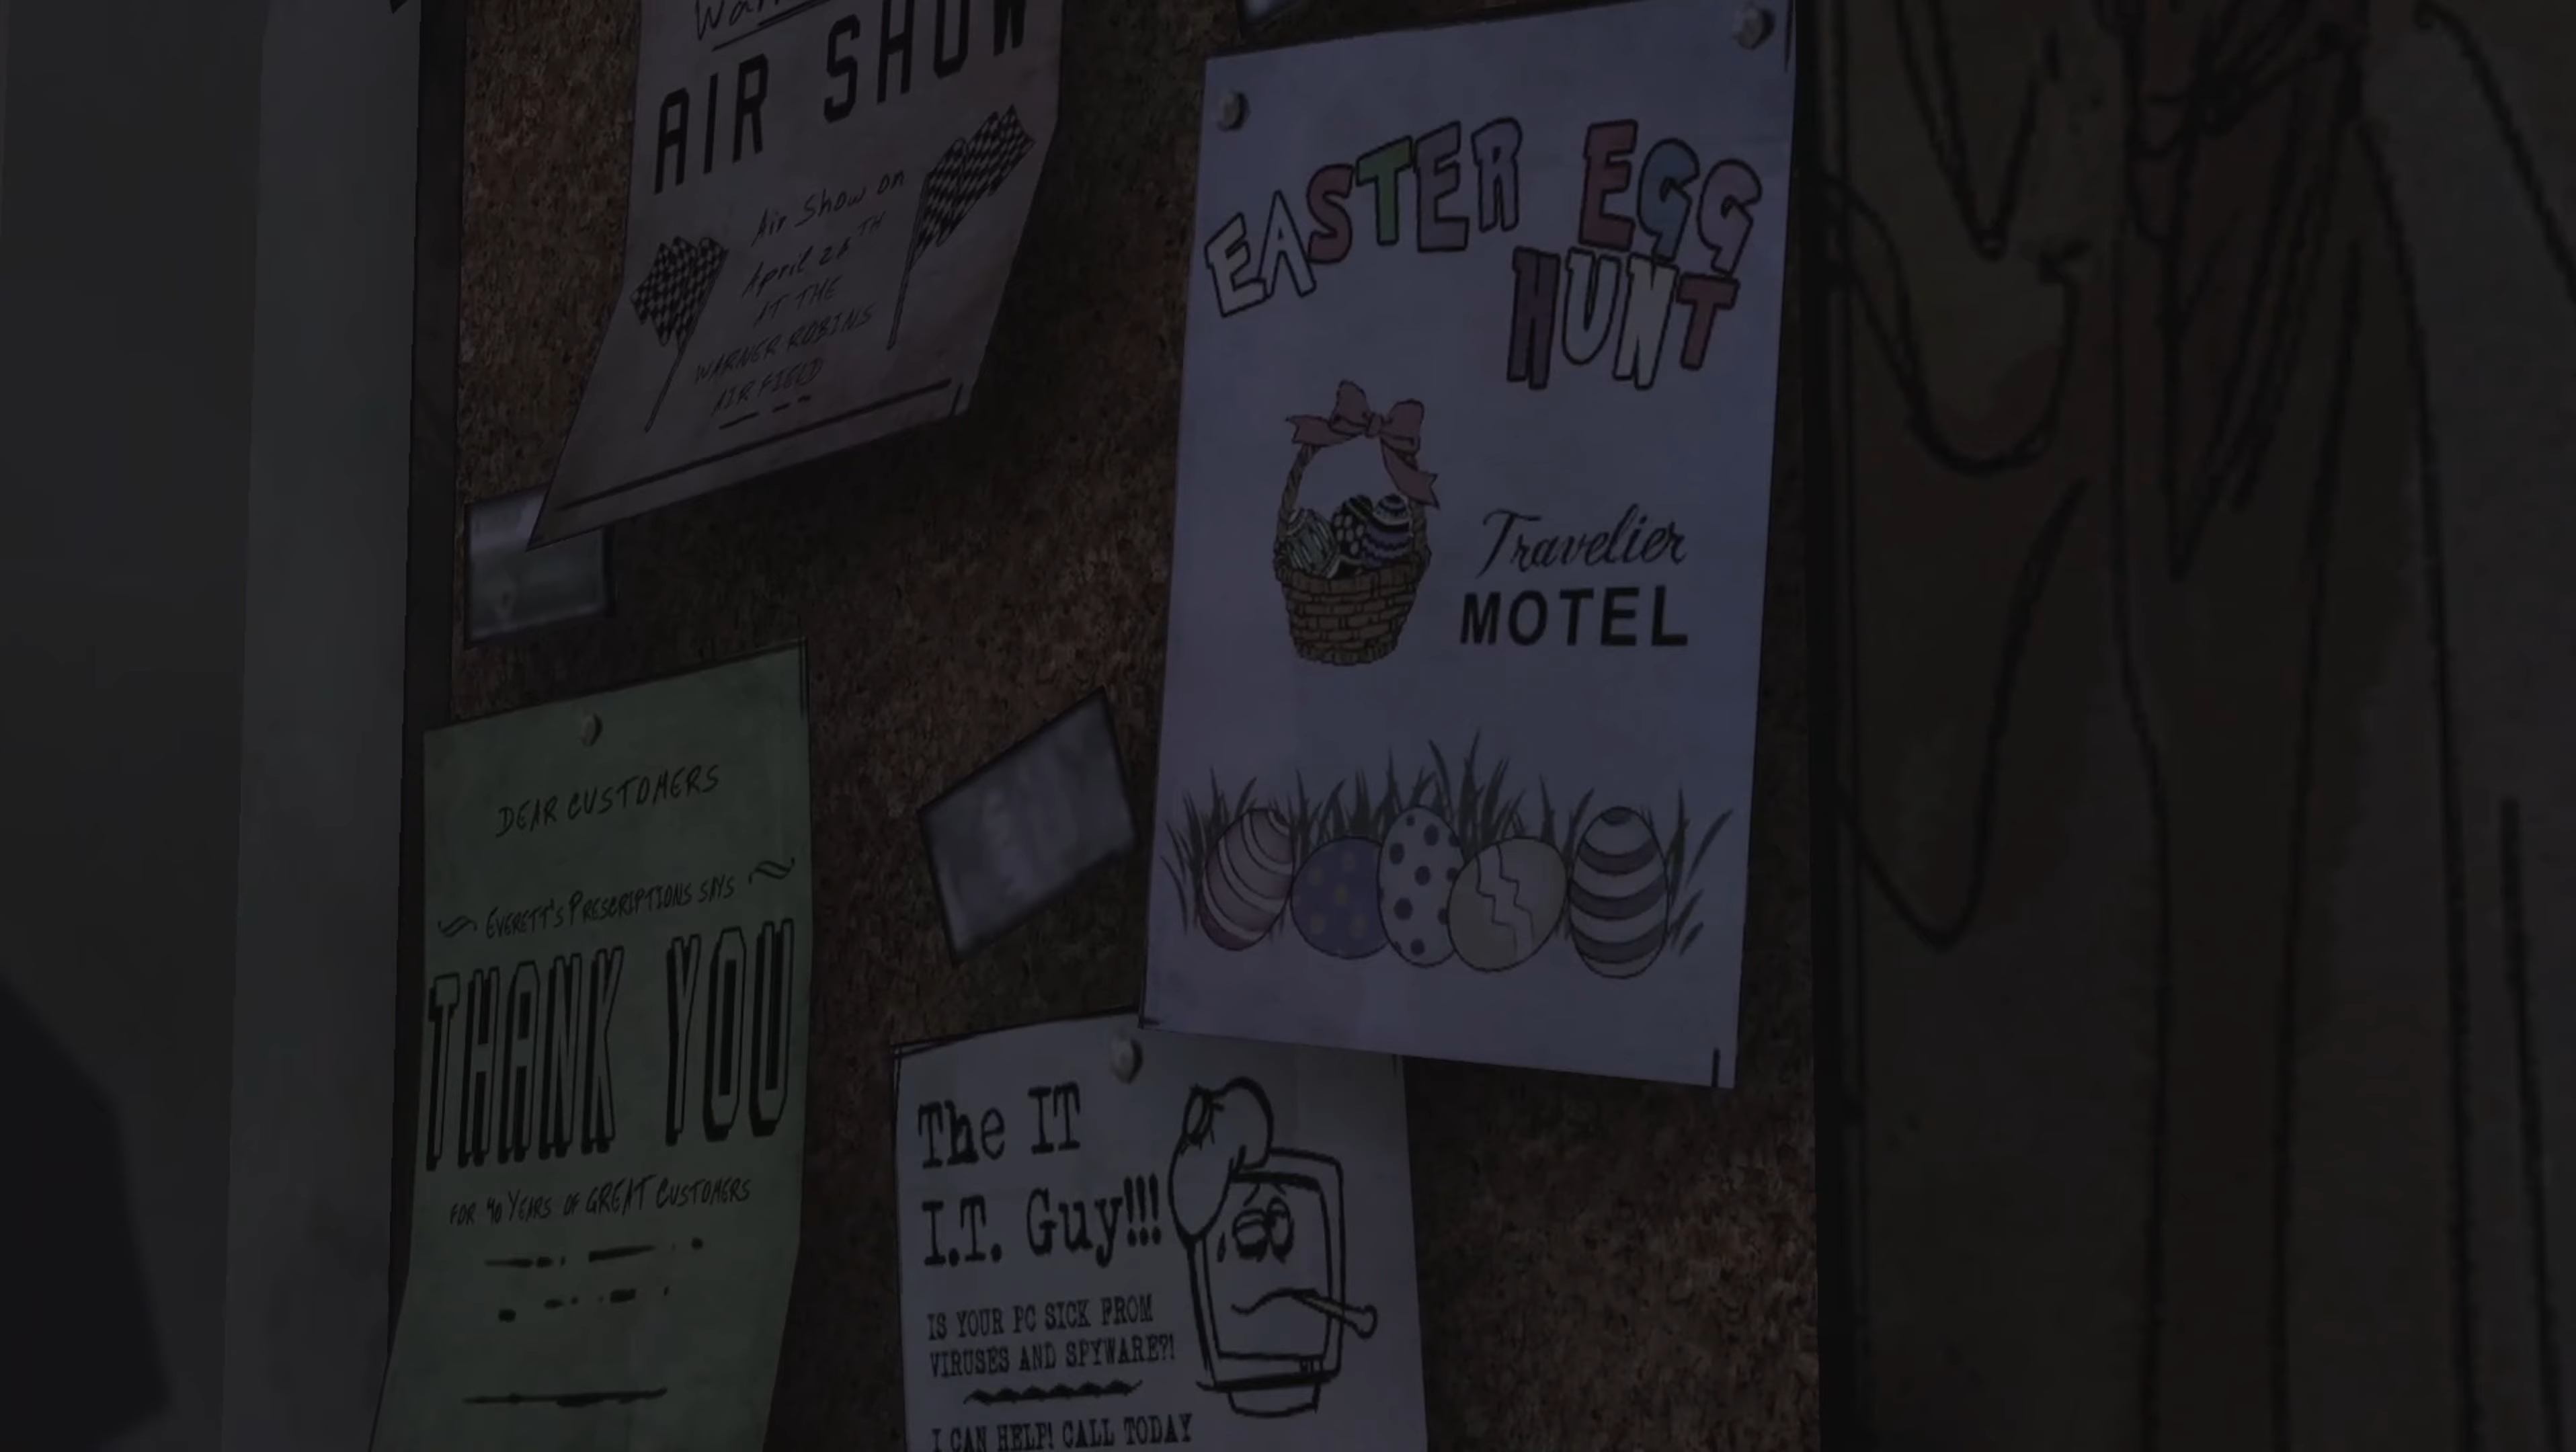 AIR SHOW
Air Show on
April 28TH
AT THE
WARNER ROBINS
AIR FIELD
EASTER EGG
HUNT
Travelier
MOTEL
DEAR CUSTOMERS
EVERETT'S PRESCRIPTIONS SAYS
THANK YOU
FOR 40 YEARS OF GREAT CUSTOMERS
The IT
I.T. Guy!!!
IS YOUR PC SICK FROM
VIRUSES AND SPYWARE?!
I CAN HELP! CALL TODAY